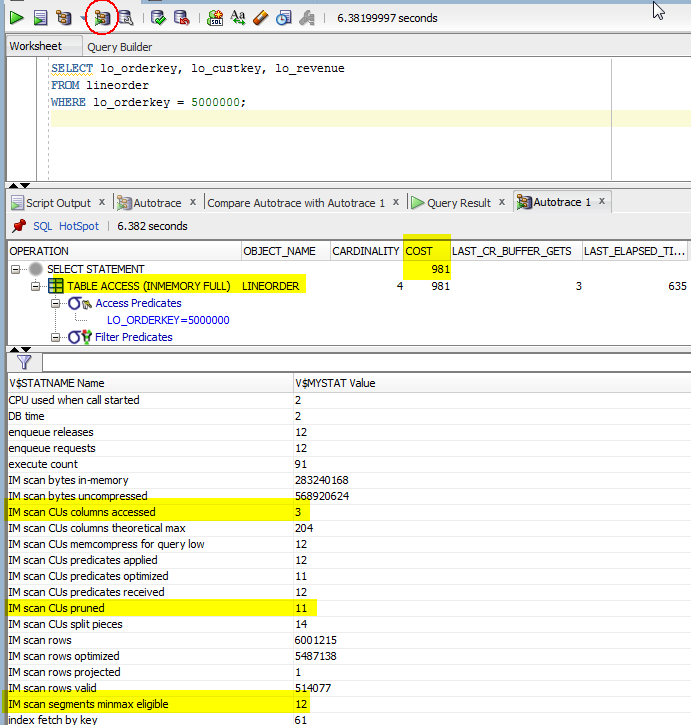 6.38199997 seconds
Worksheet Query Builder
SELECT lo_orderkey, lo_custkey, lo_revenue
FROM lineorder
WHERE lo_orderkey = 5000000;
Script Output x Autotrace x Compare Autotrace with Autotrace 1 x Query Result x Autotrace 1 x
SQL HotSpot 6.382 seconds
OPERATION OBJECT_NAME CARDINALITY COST LAST_CR_BUFFER_GETS LAST_ELAPSED_TI...
SELECT STATEMENT 981
TABLE ACCESS (INMEMORY FULL) LINEORDER 4 981 3 635
Access Predicates
LO_ORDERKEY=5000000
Filter Predicates
V$STATNAME Name V$MYSTAT Value
CPU used when call started 2
DB time 2
enqueue releases 12
enqueue requests 12
execute count 91
IM scan bytes in-memory 283240168
IM scan bytes uncompressed 568920624
IM scan CUs columns accessed 3
IM scan CUs columns theoretical max 204
IM scan CUs memcompress for query low 12
IM scan CUs predicates applied 12
IM scan CUs predicates optimized 11
IM scan CUs predicates received 12
IM scan CUs pruned 11
IM scan CUs split pieces 14
IM scan rows 6001215
IM scan rows optimized 5487138
IM scan rows projected 1
IM scan rows valid 514077
IM scan segments minmax eligible 12
index fetch by key 61